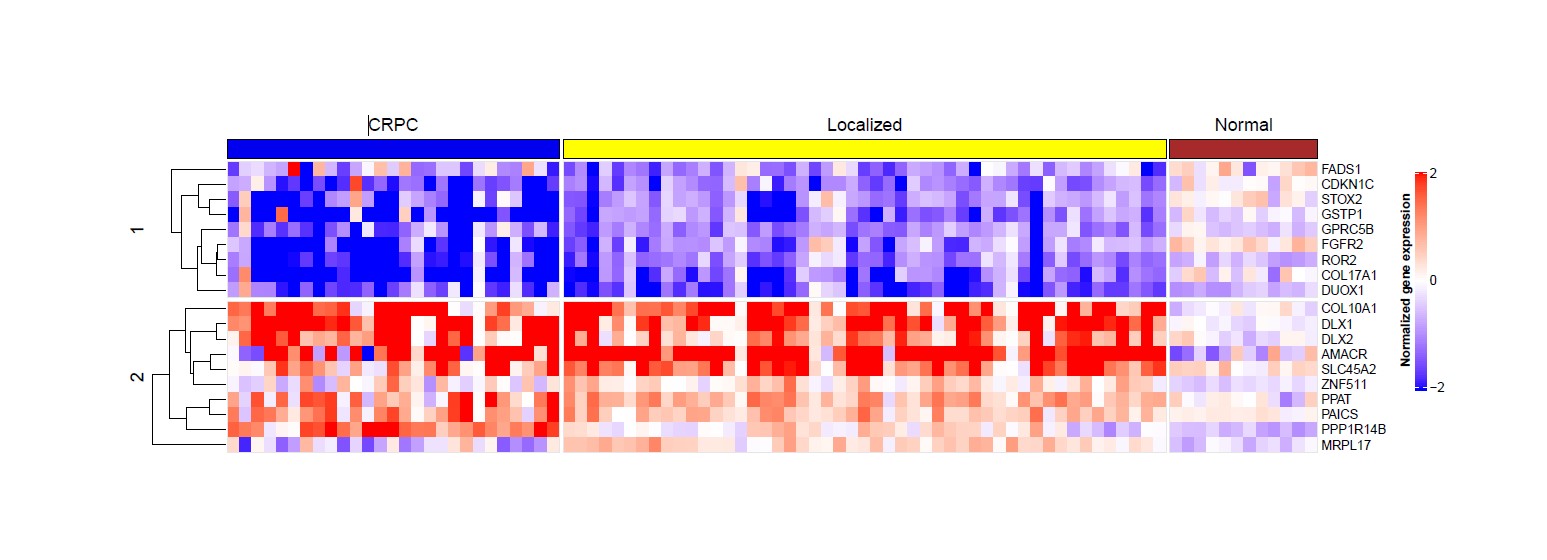 CRPC
Localized
Normal
1
2
FADS1
CDKN1C
STOX2
GSTP1
GPRC5B
FGFR2
ROR2
COL17A1
DUOX1
COL10A1
DLX1
DLX2
AMACR
SLC45A2
ZNF511
PPAT
PAICS
PPP1R14B
MRPL17
Normalized gene expression
2
0
−2